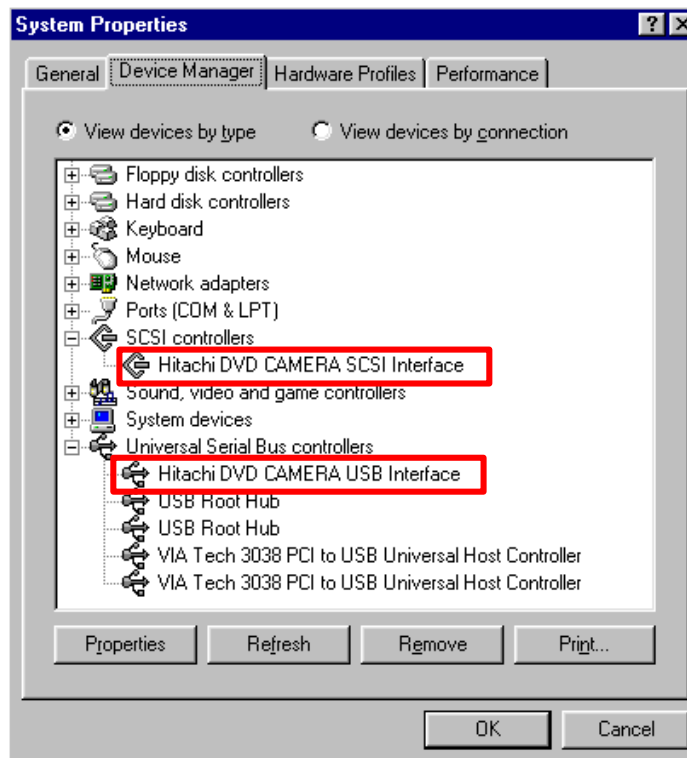 System Properties
General Device Manager Hardware Profiles Performance
View devices by type View devices by connection
Floppy disk controllers
Hard disk controllers
Keyboard
Mouse
Network adapters
Ports (COM & LPT)
SCSI controllers
Hitachi DVD CAMERA SCSI Interface
Sound, video and game controllers
System devices
Universal Serial Bus controllers
Hitachi DVD CAMERA USB Interface
USB Root Hub
USB Root Hub
VIA Tech 3038 PCI to USB Universal Host Controller
VIA Tech 3038 PCI to USB Universal Host Controller
Properties Refresh Remove Print...
OK Cancel